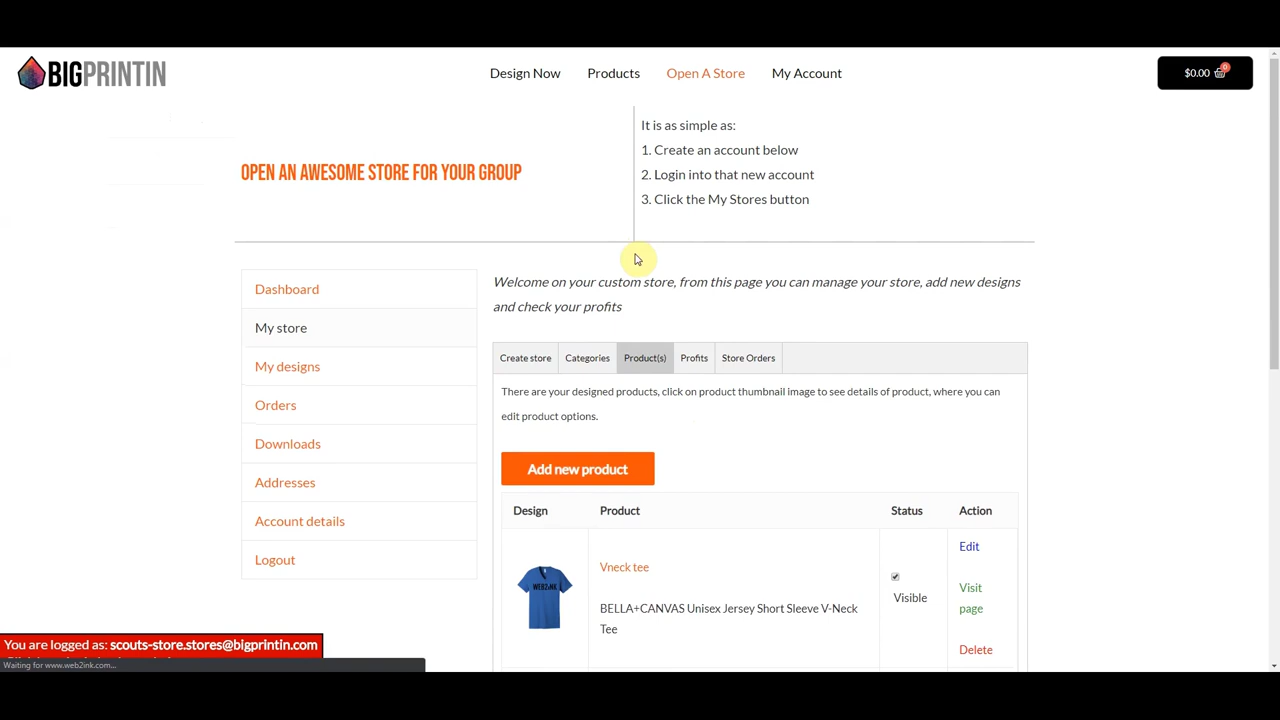 BIGPRINTIN
Design Now
Products
Open A Store
My Account
$0.00
0
OPEN AN AWESOME STORE FOR YOUR GROUP
It is as simple as:
1. Create an account below
2. Login into that new account
3. Click the My Stores button
Dashboard
My store
My designs
Orders
Downloads
Addresses
Account details
Logout
Welcome on your custom store, from this page you can manage your store, add new designs
and check your profits
Create store
Categories
Product(s)
Profits
Store Orders
There are your designed products, click on product thumbnail image to see details of product, where you can
edit product options.
Add new product
Design
Product
Status
Action
WEB2INK
Vneck tee
BELLA+CANVAS Unisex Jersey Short Sleeve V-Neck
Tee
Visible
Edit
Visit
page
Delete
You are logged as: scouts-store.stores@bigprintin.com
Waiting for www.web2ink.com...